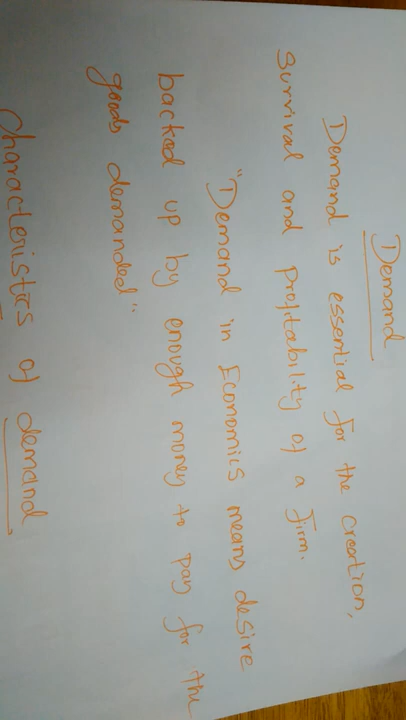 Demand
Demand is essential for the creation,
Survival and Profitability of a firm.
"Demand in Economics means desire
backed up by enough money to pay for the
goods demanded"
Characteristics of demand